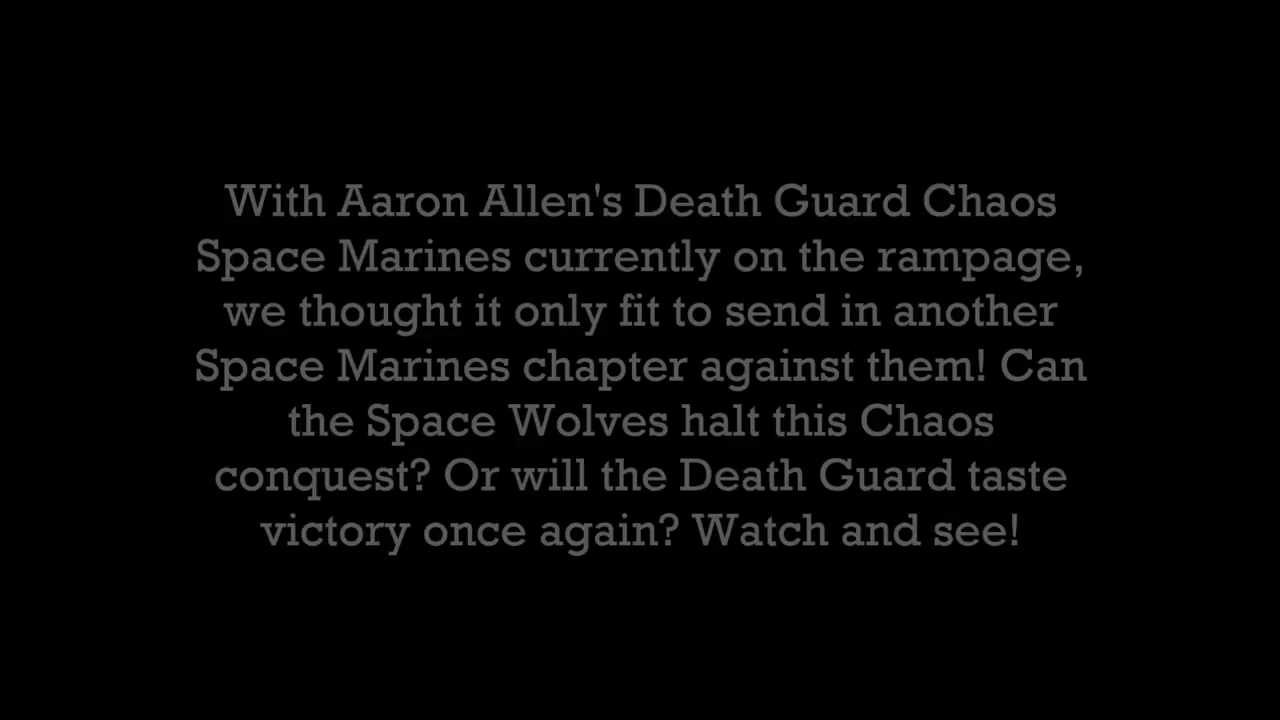 With Aaron Allen's Death Guard Chaos
Space Marines currently on the rampage,
we thought it only fit to send in another
Space Marines chapter against them! Can
the Space Wolves halt this Chaos
conquest? Or will the Death Guard taste
victory once again? Watch and see!